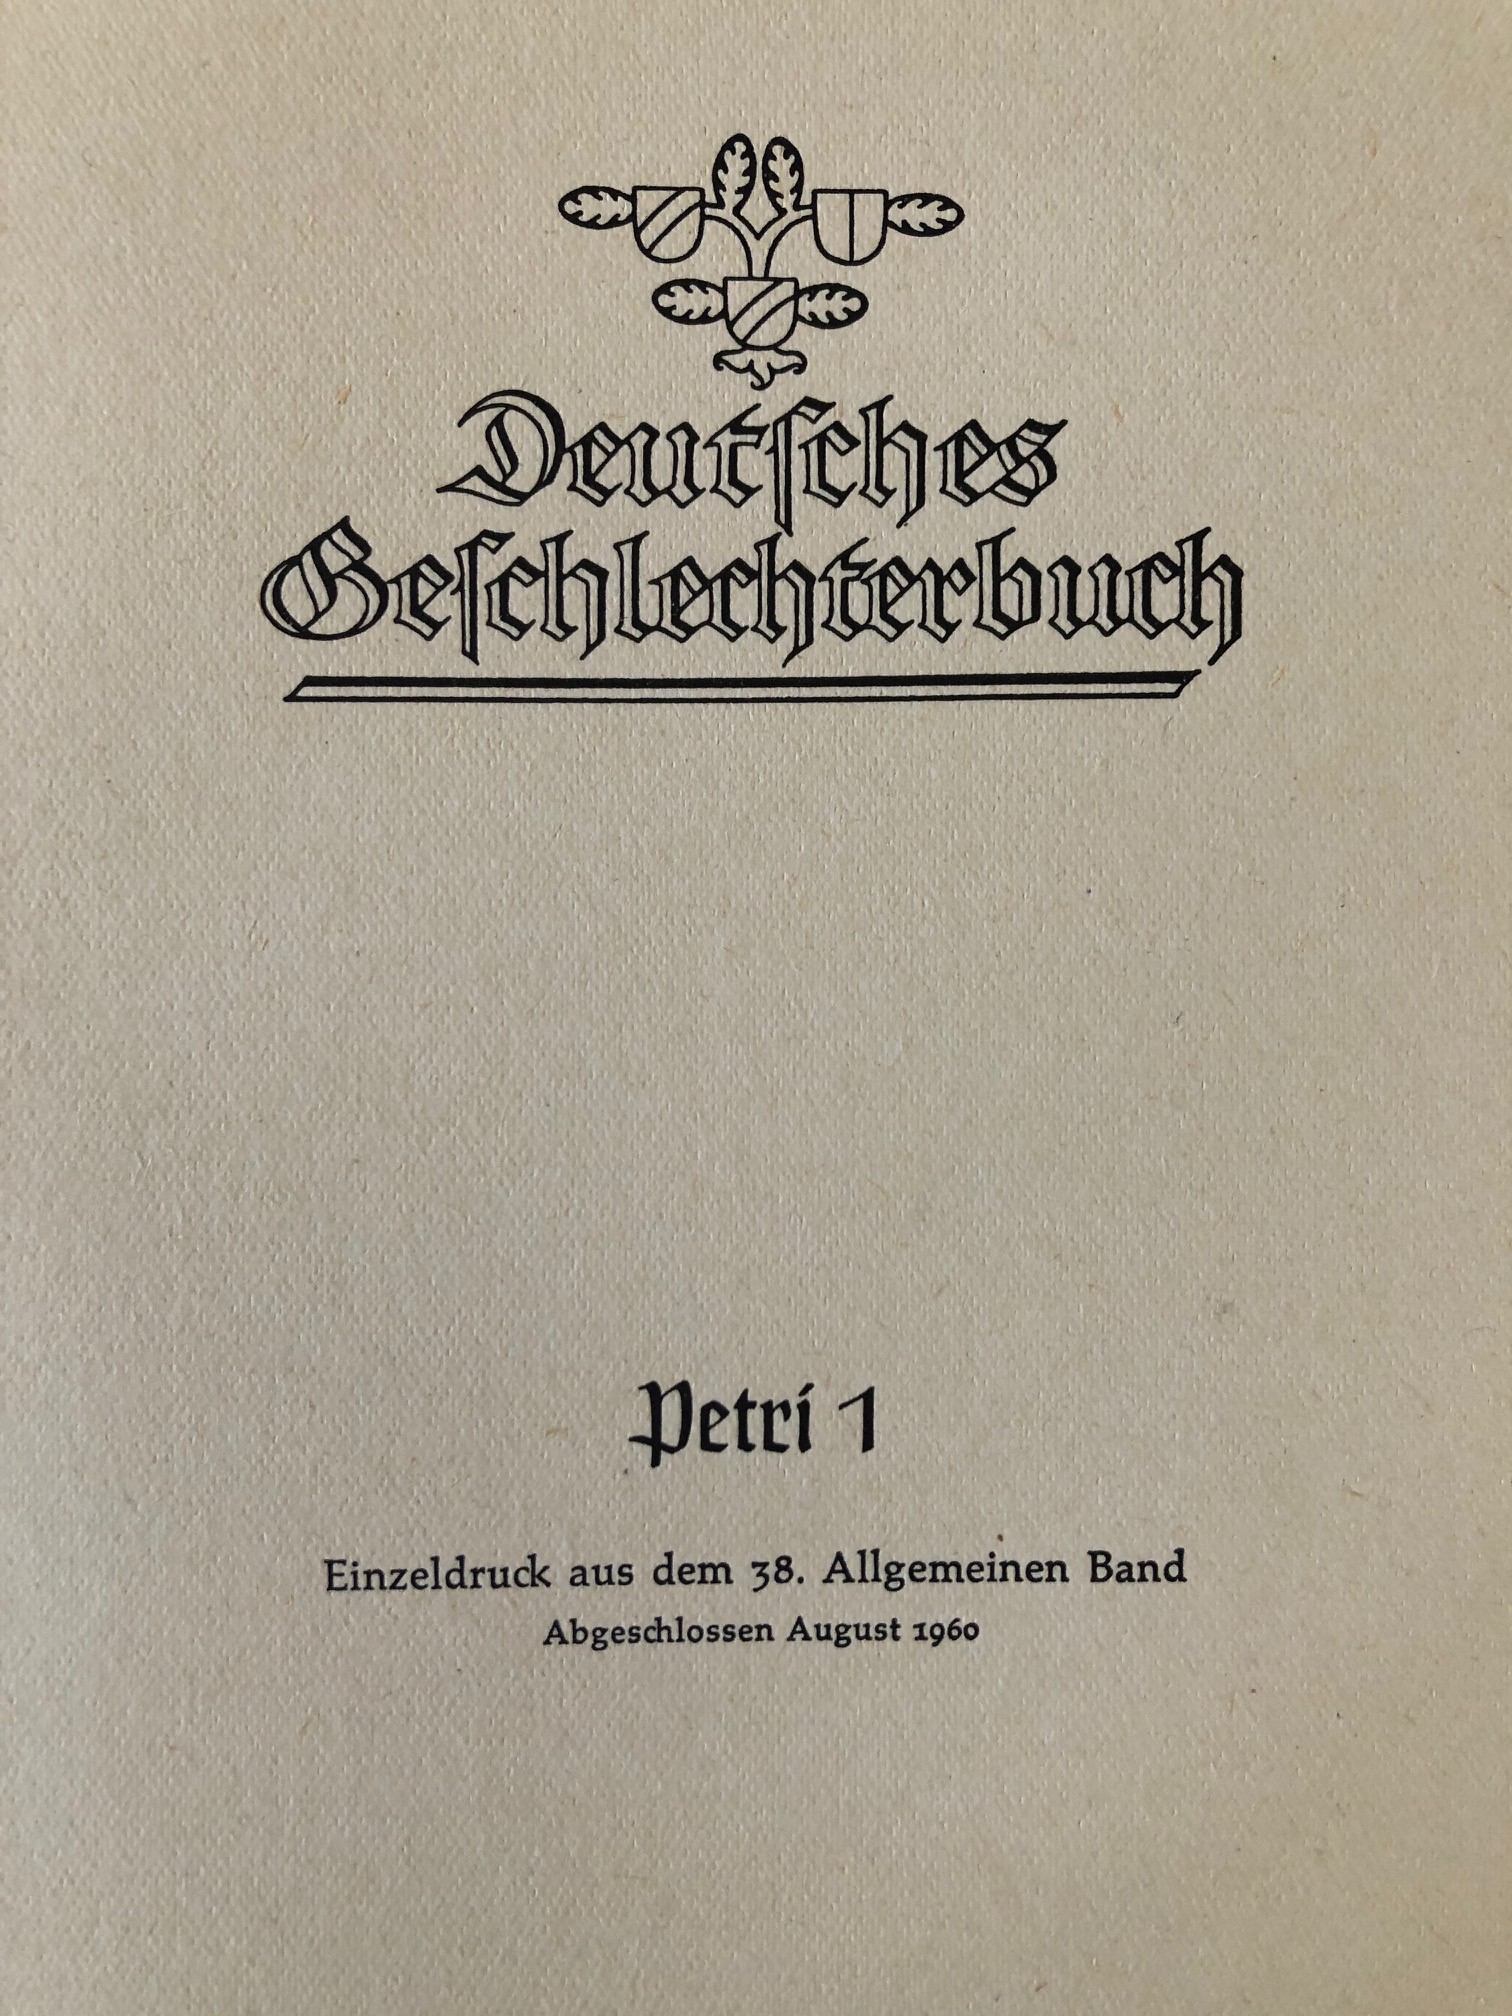 Deutſches
Geſchlechterbuch
Petri 1
Einzeldruck aus dem 38. Allgemeinen Band
Abgeschlossen August 1960